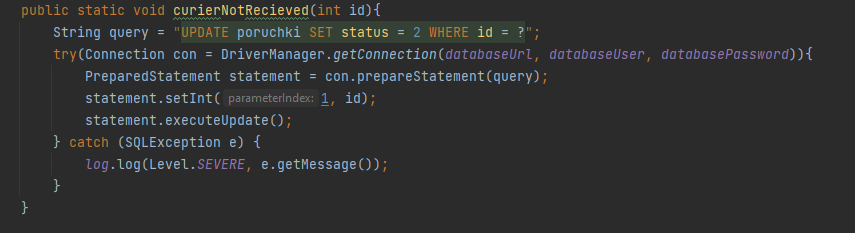 public static void curierNotRecieved(int id){
String query = "UPDATE poruchki SET status = 2 WHERE id = ?";
try(Connection con = DriverManager.getConnection(databaseUrl, databaseUser, databasePassword)){
PreparedStatement statement = con.prepareStatement(query);
statement.setInt( parameterIndex: 1, id);
statement.executeUpdate();
} catch (SQLException e) {
log.log(Level.SEVERE, e.getMessage());
}
}